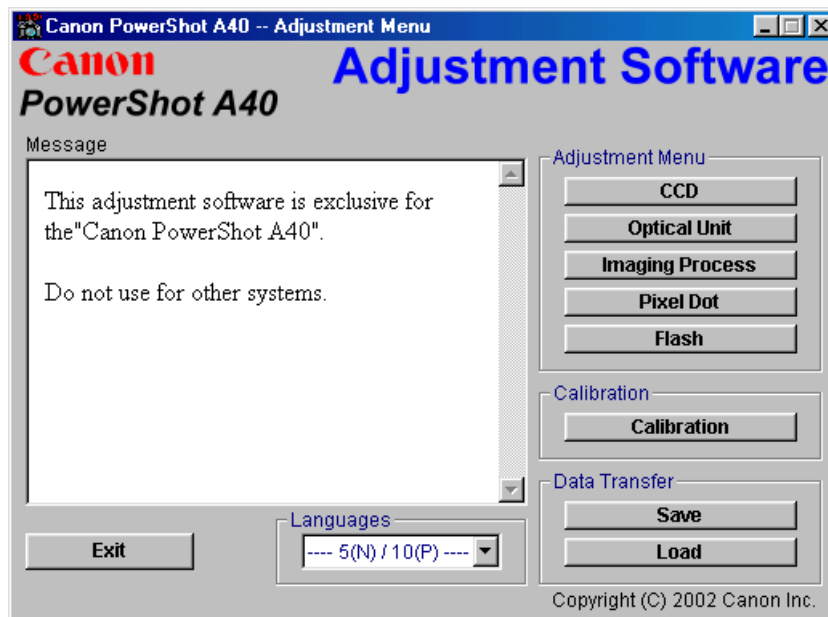 Canon PowerShot A40 -- Adjustment Menu
Canon
PowerShot A40
Adjustment Software
Message
This adjustment software is exclusive for
the"Canon PowerShot A40".
Do not use for other systems.
Adjustment Menu
CCD
Optical Unit
Imaging Process
Pixel Dot
Flash
Calibration
Calibration
Data Transfer
Save
Load
Languages
---- 5(N) / 10(P) ----
Exit
Copyright (C) 2002 Canon Inc.